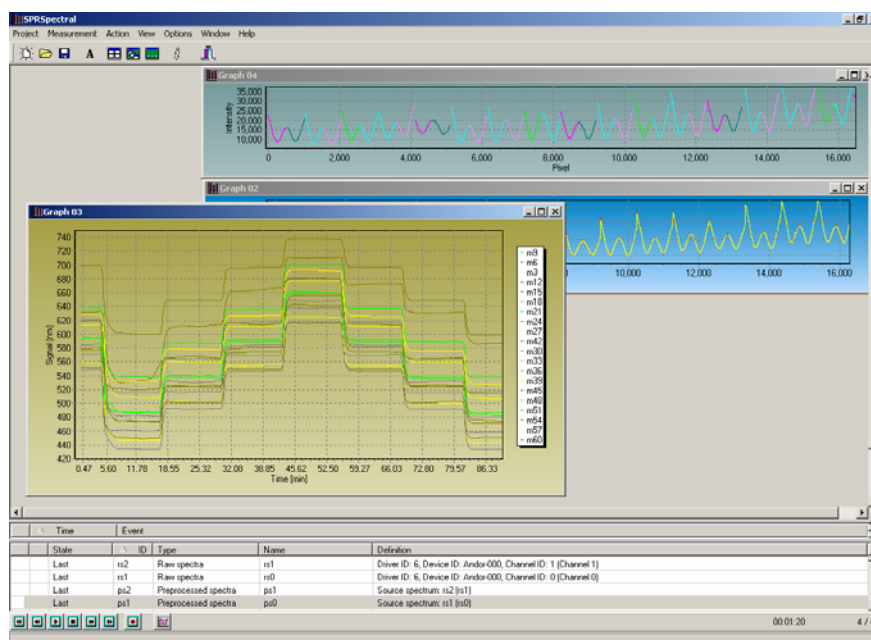 SPRSpectral
Project Measurement Action View Options Window Help
A
Graph 04
Intensity
35,000
30,000
25,000
20,000
15,000
10,000
0 2,000 4,000 6,000 8,000 10,000 12,000 14,000 16,000
Pixel
Graph 02
10,000 12,000 14,000 16,000
Graph 03
Signal [nm]
740
720
700
680
660
640
620
600
580
560
540
520
500
480
460
440
420
0.47 5.60 11.78 18.55 25.32 32.08 38.85 45.62 52.50 59.27 66.03 72.80 79.57 86.33
Time [min]
m9
m6
m3
m12
m15
m18
m21
m24
m27
m42
m30
m33
m36
m39
m45
m48
m51
m54
m57
m60
Time Event
State ID Type Name Definition
Last rs2 Raw spectra rs1 Driver ID: 6, Device ID: Andor-000, Channel ID: 1 (Channel 1)
Last rs1 Raw spectra rs0 Driver ID: 6, Device ID: Andor-000, Channel ID: 0 (Channel 0)
Last ps2 Preprocessed spectra ps1 Source spectrum: rs2 (rs1)
Last ps1 Preprocessed spectra ps0 Source spectrum: rs1 (rs0)
00:01:20 4 /